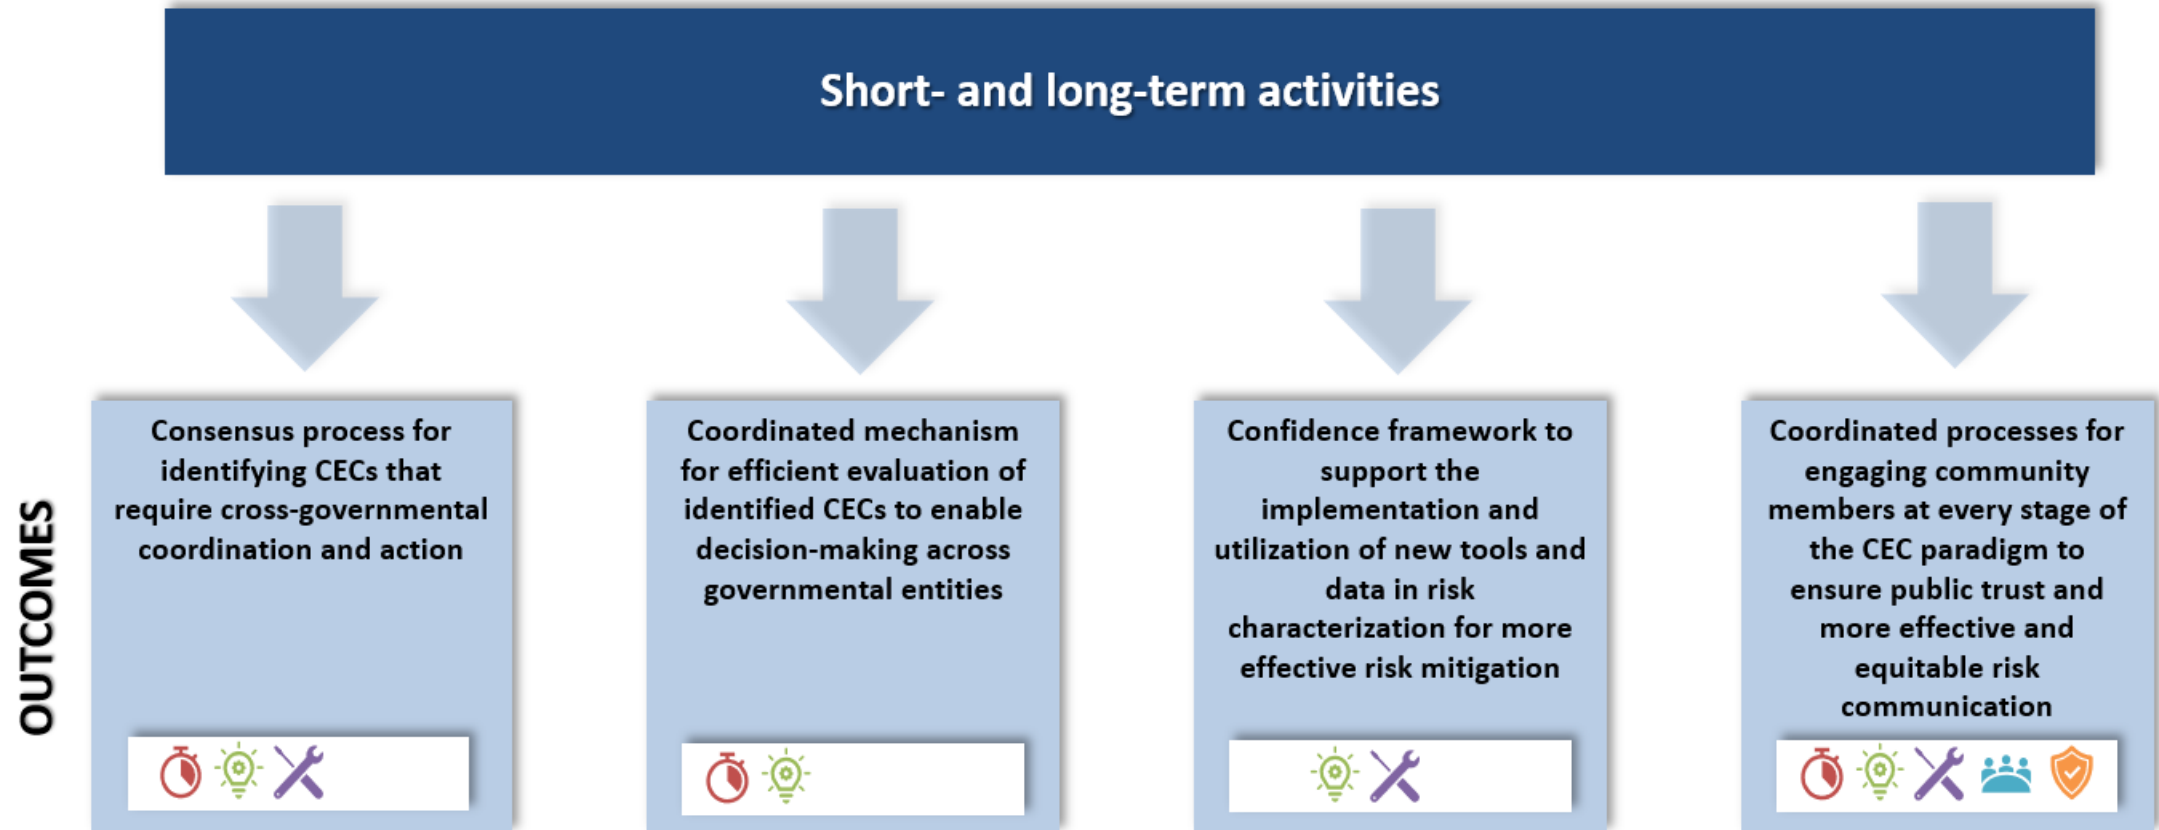 Short- and long-term activities
OUTCOMES
Consensus process for
identifying CECs that
require cross-governmental
coordination and action
Coordinated mechanism
for efficient evaluation of
identified CECs to enable
decision-making across
governmental entities
Confidence framework to
support the
implementation and
utilization of new tools and
data in risk
characterization for more
effective risk mitigation
Coordinated processes for
engaging community
members at every stage of
the CEC paradigm to
ensure public trust and
more effective and
equitable risk
communication